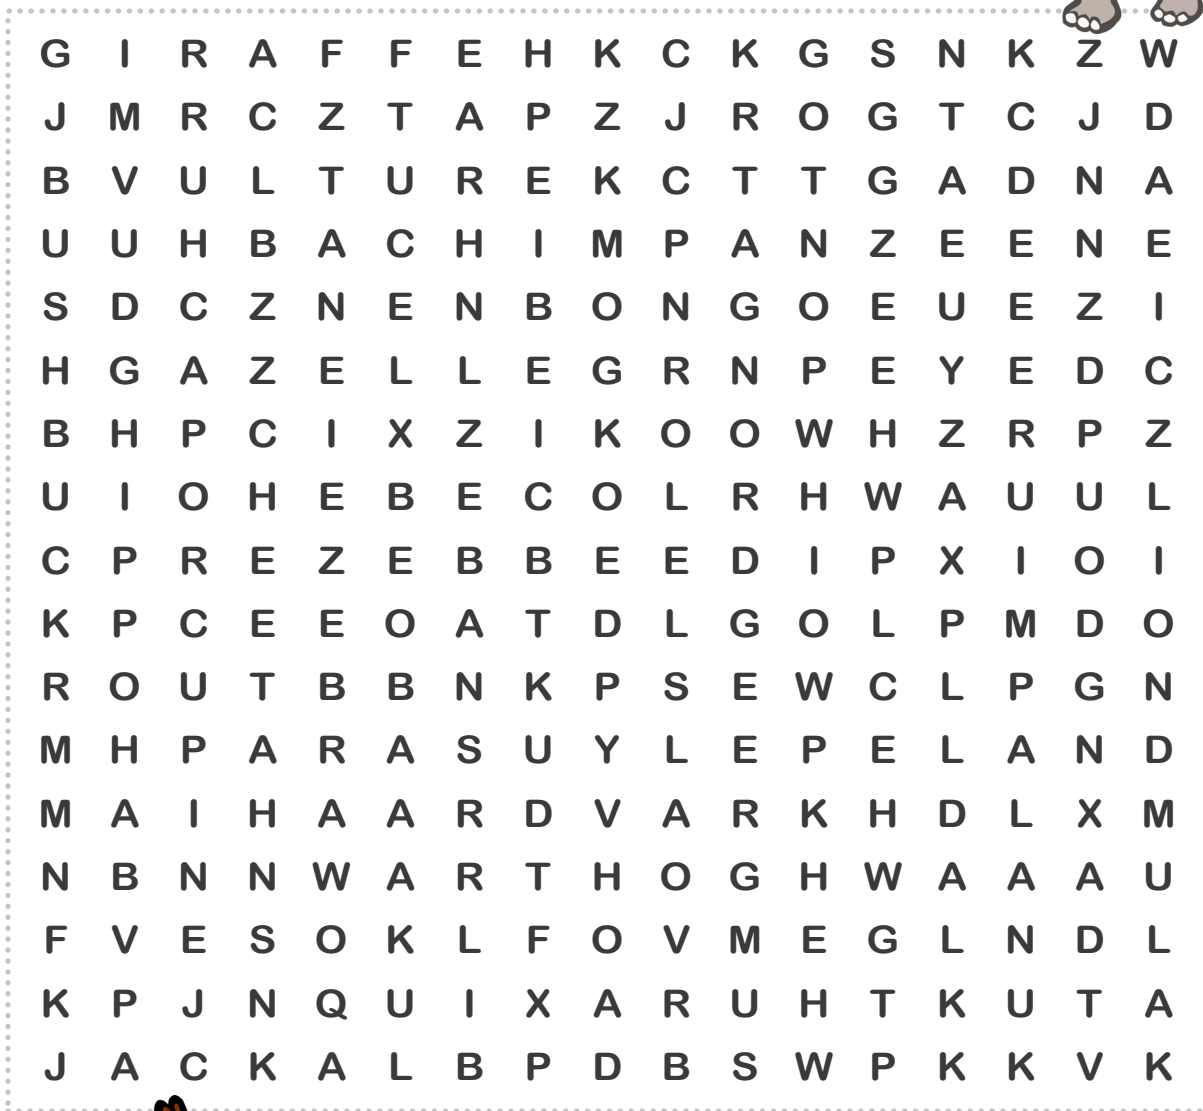 G I R A F F E H K C K G S N K Z W
J M R C Z T A P Z J R O G T C J D
B V U L T U R E K C T T G A D N A
U U H B A C H I M P A N Z E E N E
S D C Z N E N B O N G O E U E Z I
H G A Z E L L E G R N P E Y E D C
B H P C I X Z I K O O W H Z R P Z
U I O H E B E C O L R H W A U U L
C P R E Z E B B E E D I P X I O I
K P C E E O A T D L G O L P M D O
R O U T B B N K P S E W C L P G N
M H P A R A S U Y L E P E L A N D
M A I H A A R D V A R K H D L X M
N B N N W A R T H O G H W A A A U
F V E S O K L F O V M E G L N D L
K P J N Q U I X A R U H T K U T A
J A C K A L B P D B S W P K K V K